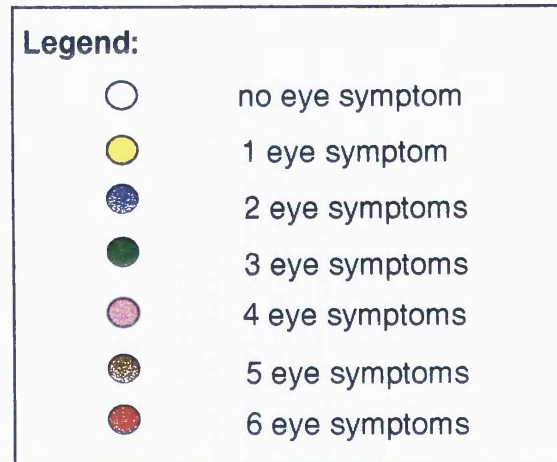 Legend:
no eye symptom
1 eye symptom
2 eye symptoms
3 eye symptoms
4 eye symptoms
5 eye symptoms
6 eye symptoms